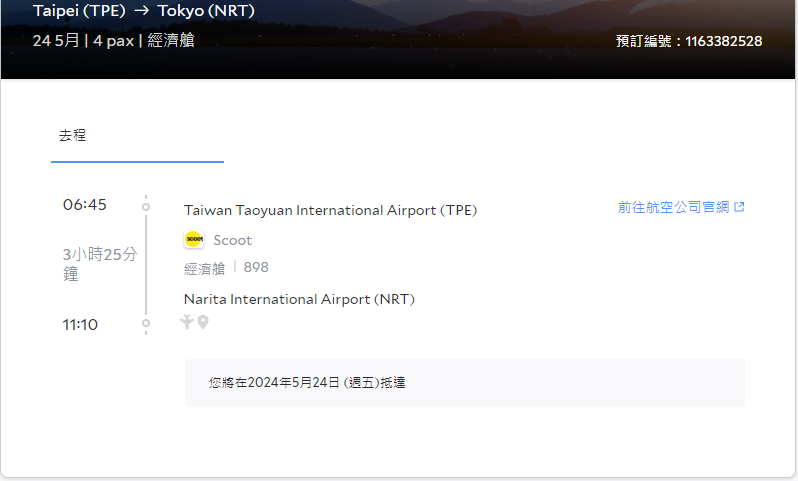 Taipei (TPE) → Tokyo (NRT)
24 5月 | 4 pax | 經濟艙
預訂編號：1163382528
去程
06:45
Taiwan Taoyuan International Airport (TPE)
前往航空公司官網
scoot
Scoot
3小時25分鐘
經濟艙 | 898
Narita International Airport (NRT)
11:10
您將在2024年5月24日 (週五)抵達